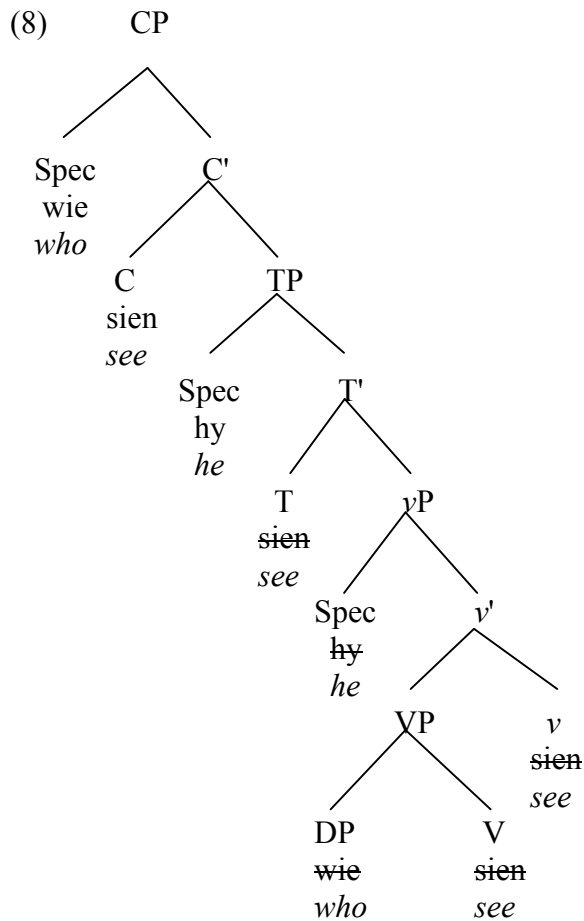 (8) CP
Spec C'
wie
who
C TP
sien
see
Spec T'
hy
he
T vP
sien
see
Spec v'
hy
he
VP v
sien
see
DP V
wie sien
who see